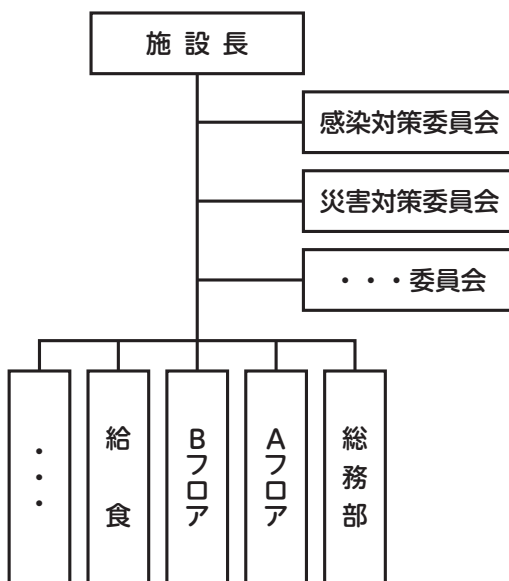 施設長
感染対策委員会
災害対策委員会
・・・委員会
・・・
給食
Bフロア
Aフロア
総務部